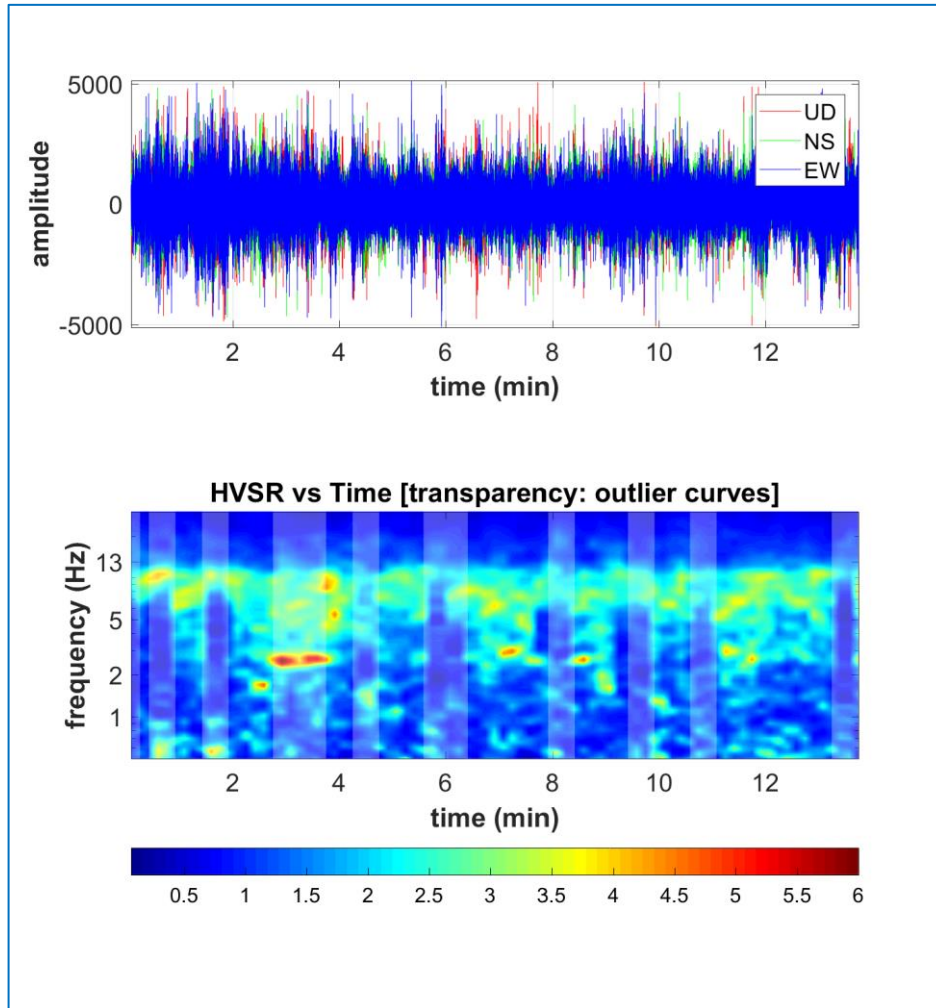 5000
0
-5000
amplitude
UD
NS
EW
2 4 6 8 10 12
time (min)
HVSR vs Time [transparency: outlier curves]
13
5
2
1
frequency (Hz)
2 4 6 8 10 12
time (min)
0.5 1 1.5 2 2.5 3 3.5 4 4.5 5 5.5 6